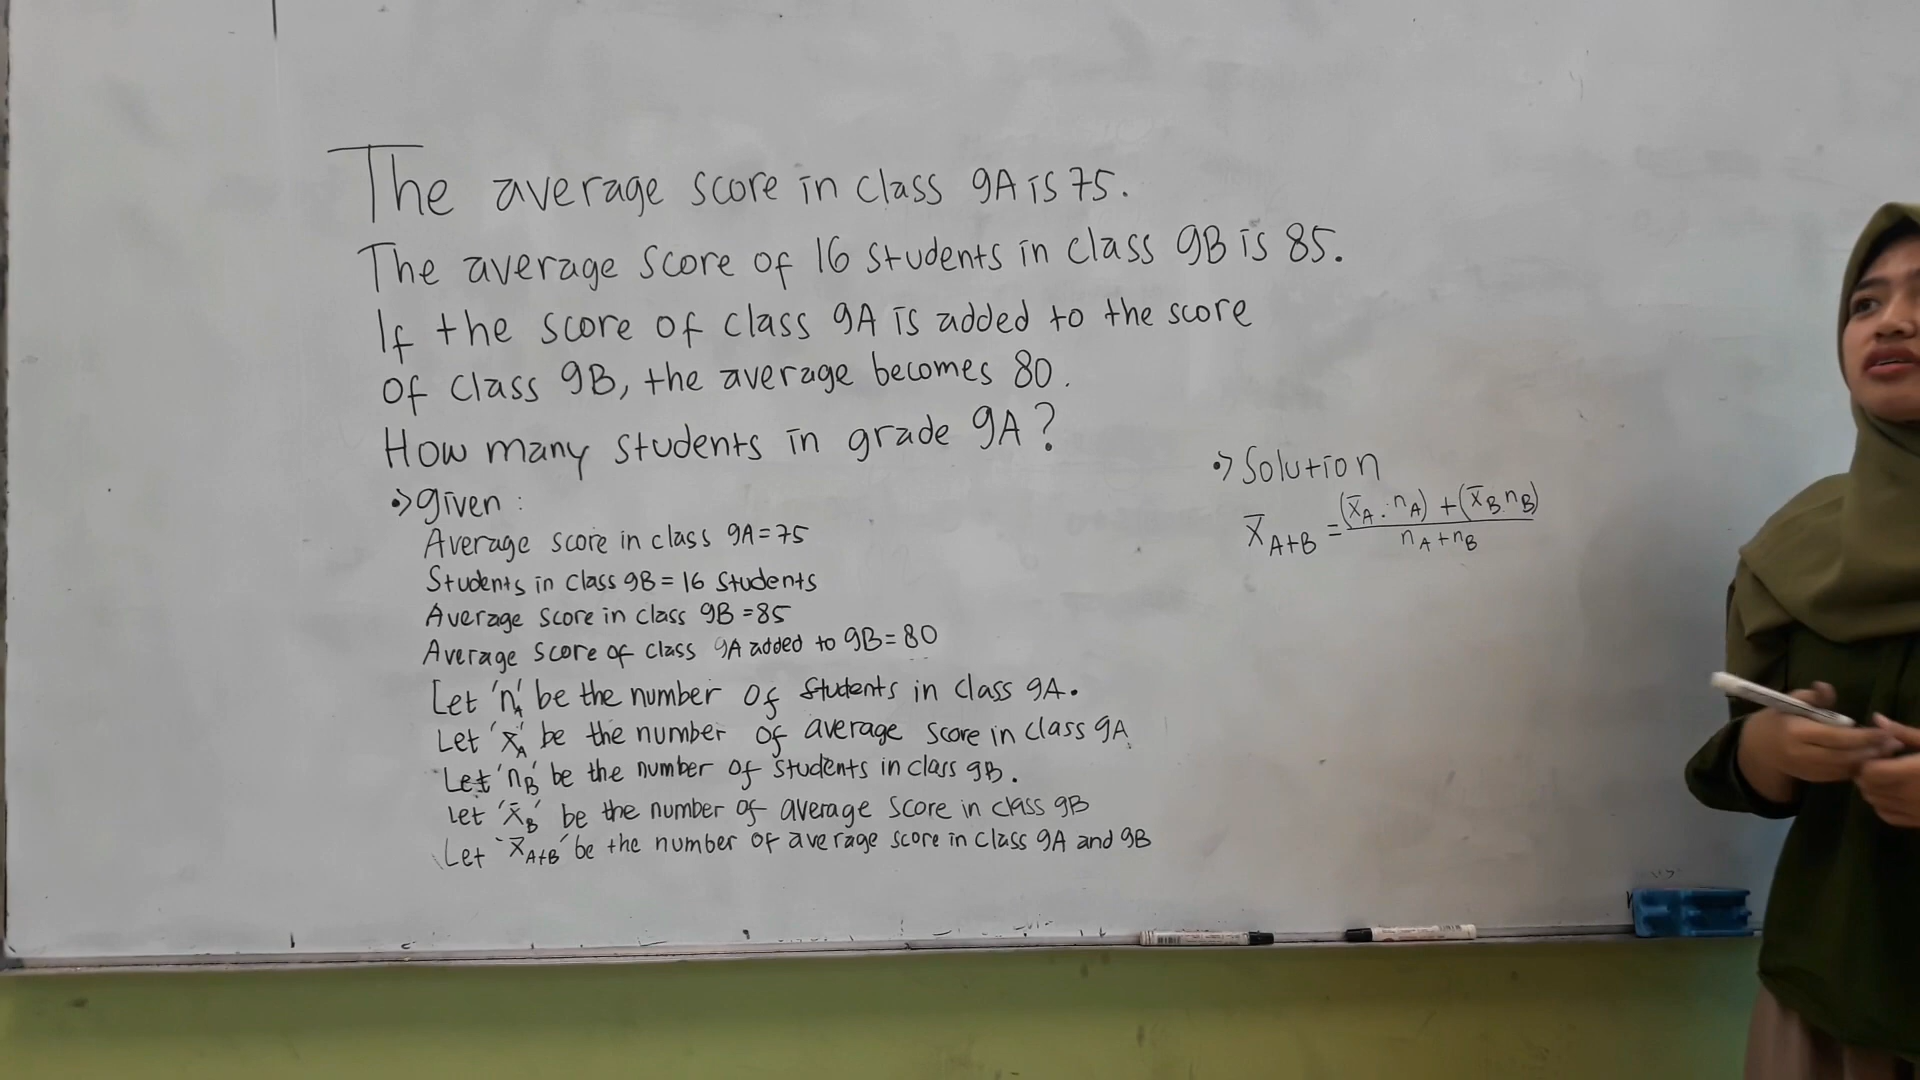 The average score in class 9A is 75.
The average score of 16 students in class 9B is 85.
If the score of class 9A is added to the score
of class 9B, the average becomes 80.
How many students in grade 9A?
•> given :
Average score in class 9A = 75
Students in class 9B = 16 students
Average score in class 9B = 85
Average score of class 9A added to 9B = 80
Let 'n_A' be the number of students in class 9A.
Let 'x̄_A' be the number of average score in class 9A
Let 'n_B' be the number of students in class 9B.
Let 'x̄_B' be the number of average score in class 9B
Let 'x̄_A+B' be the number of average score in class 9A and 9B
•> Solution
x̄_A+B = (x̄_A . n_A) + (x̄_B . n_B) / n_A + n_B